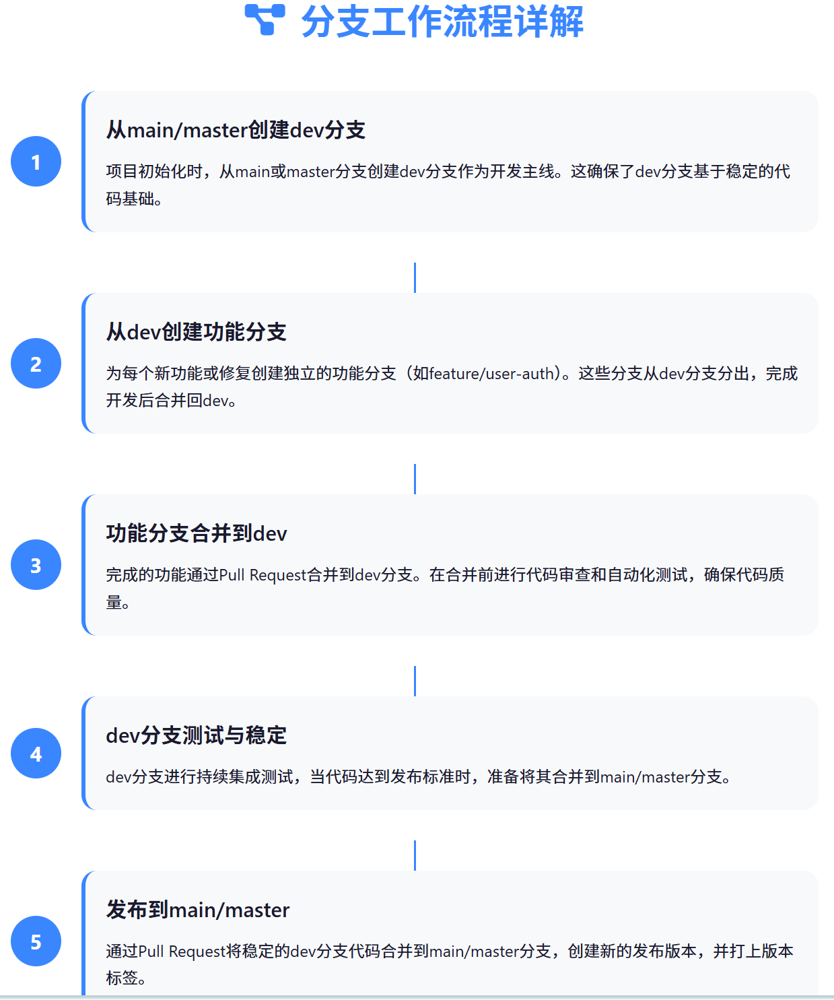 分支工作流程详解
1
从main/master创建dev分支
项目初始化时，从main或master分支创建dev分支作为开发主线。这确保了dev分支基于稳定的代
码基础。
2
从dev创建功能分支
为每个新功能或修复创建独立的功能分支（如feature/user-auth）。这些分支从dev分支分出，完成
开发后合并回dev。
3
功能分支合并到dev
完成的功能通过Pull Request合并到dev分支。在合并前进行代码审查和自动化测试，确保代码质
量。
4
dev分支测试与稳定
dev分支进行持续集成测试，当代码达到发布标准时，准备将其合并到main/master分支。
5
发布到main/master
通过Pull Request将稳定的dev分支代码合并到main/master分支，创建新的发布版本，并打上版本
标签。